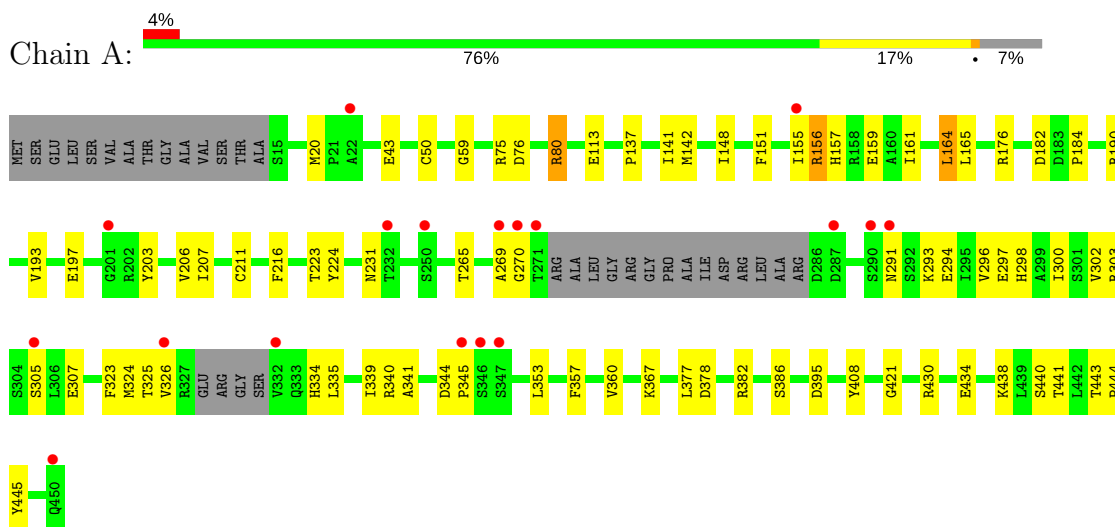 4%
Chain A:
76% 17% • 7%
MET SER GLU LEU SER VAL ALA THR GLY ALA VAL SER THR ALA S15 M20 P21 A22 E43 C50 G59 R75 D76 R80 E113 P137 I141 M142 I148 F151 I155 R156 H157 R158 E159 A160 I161 L164 L165 R176 D182 D183 P184
V193 E197 G201 R202 Y203 V206 I207 C211 F216 T223 Y224 N231 T232 S250 T265 A269 G270 T271 ARG ALA LEU GLY ARG GLY PRO ALA ILE ASP ARG LEU ALA ARG D286 D287 S290 N291 S292 K293 E294 I295 V296 E297 H298 A299 I300 S301 V302
S304 S305 L306 E307 F323 M324 T325 V326 R327 GLU ARG GLY SER V332 Q333 H334 L335 I339 R340 A341 D344 P345 S346 S347 L353 F357 V360 K367 L377 D378 R382 S386 D395 Y408 G421 R430 E434 K438 L439 S440 T441 L442 T443
Y445 Q450